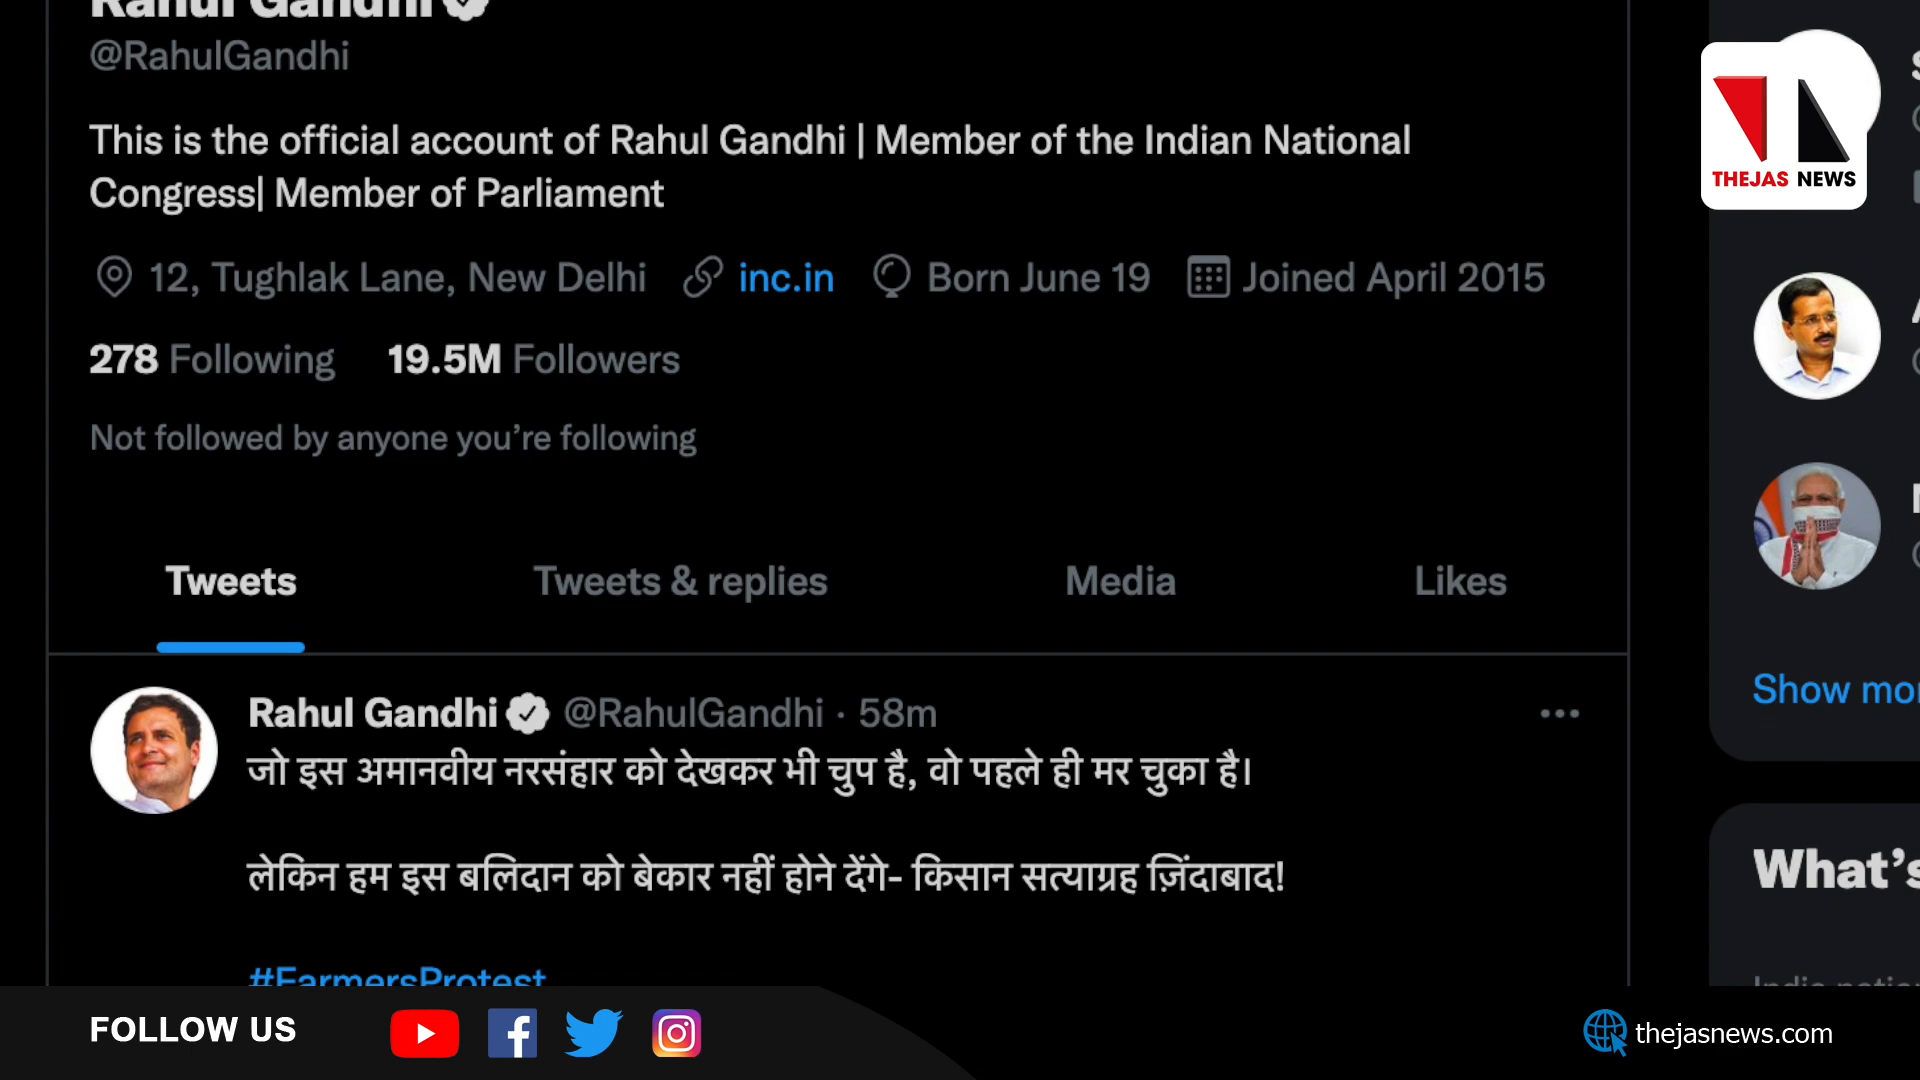 Rahul Gandhi
@RahulGandhi
This is the official account of Rahul Gandhi | Member of the Indian National
Congress| Member of Parliament
12, Tughlak Lane, New Delhi inc.in Born June 19 Joined April 2015
278 Following 19.5M Followers
Not followed by anyone you’re following
Tweets Tweets & replies Media Likes
Rahul Gandhi @RahulGandhi · 58m
जो इस अमानवीय नरसंहार को देखकर भी चुप है, वो पहले ही मर चुका है।
लेकिन हम इस बलिदान को बेकार नहीं होने देंगे- किसान सत्याग्रह ज़िंदाबाद!
#FarmersProtest
THEJAS NEWS
Show
What’s
FOLLOW US
thejasnews.com